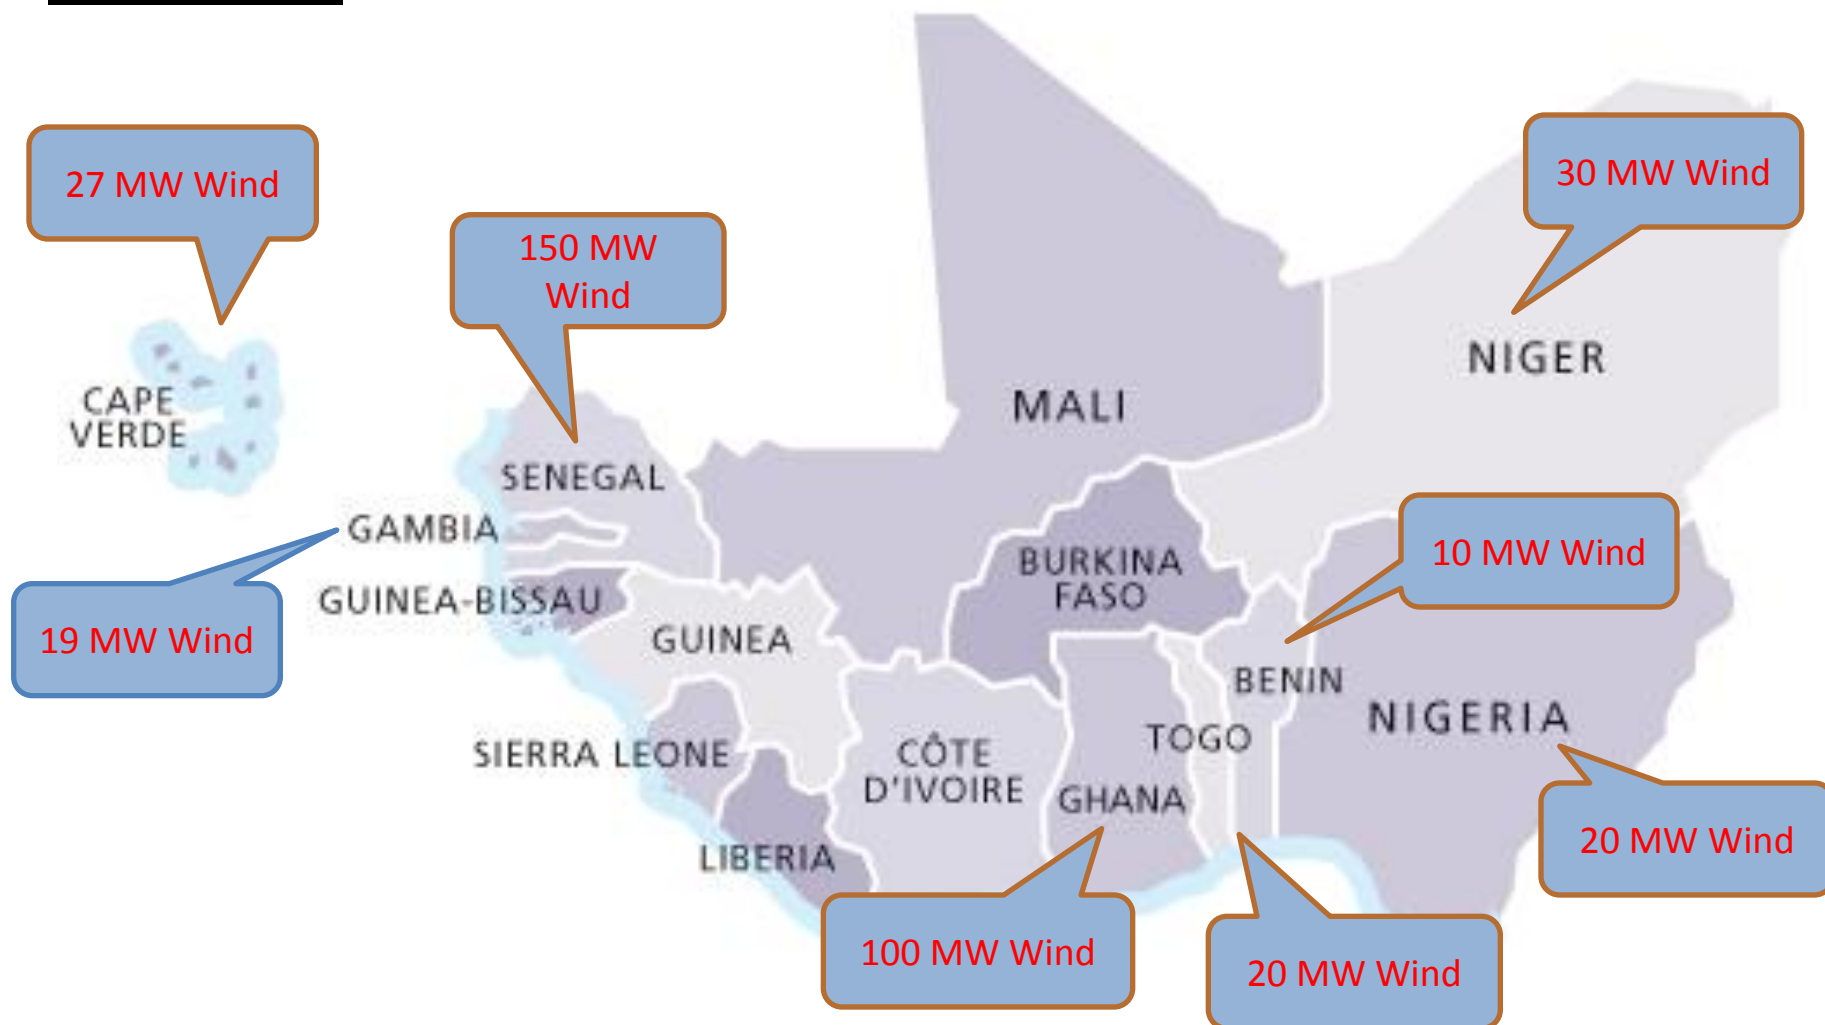 27 MW Wind
30 MW Wind
150 MW
Wind
NIGER
CAPE
VERDE
MALI
SENEGAL
GAMBIA
10 MW Wind
BURKINA
FASO
GUINEA-BISSAU
19 MW Wind
GUINEA
BENIN
NIGERIA
SIERRA LEONE
CÔTE
D'IVOIRE
TOGO
GHANA
LIBERIA
20 MW Wind
100 MW Wind
20 MW Wind